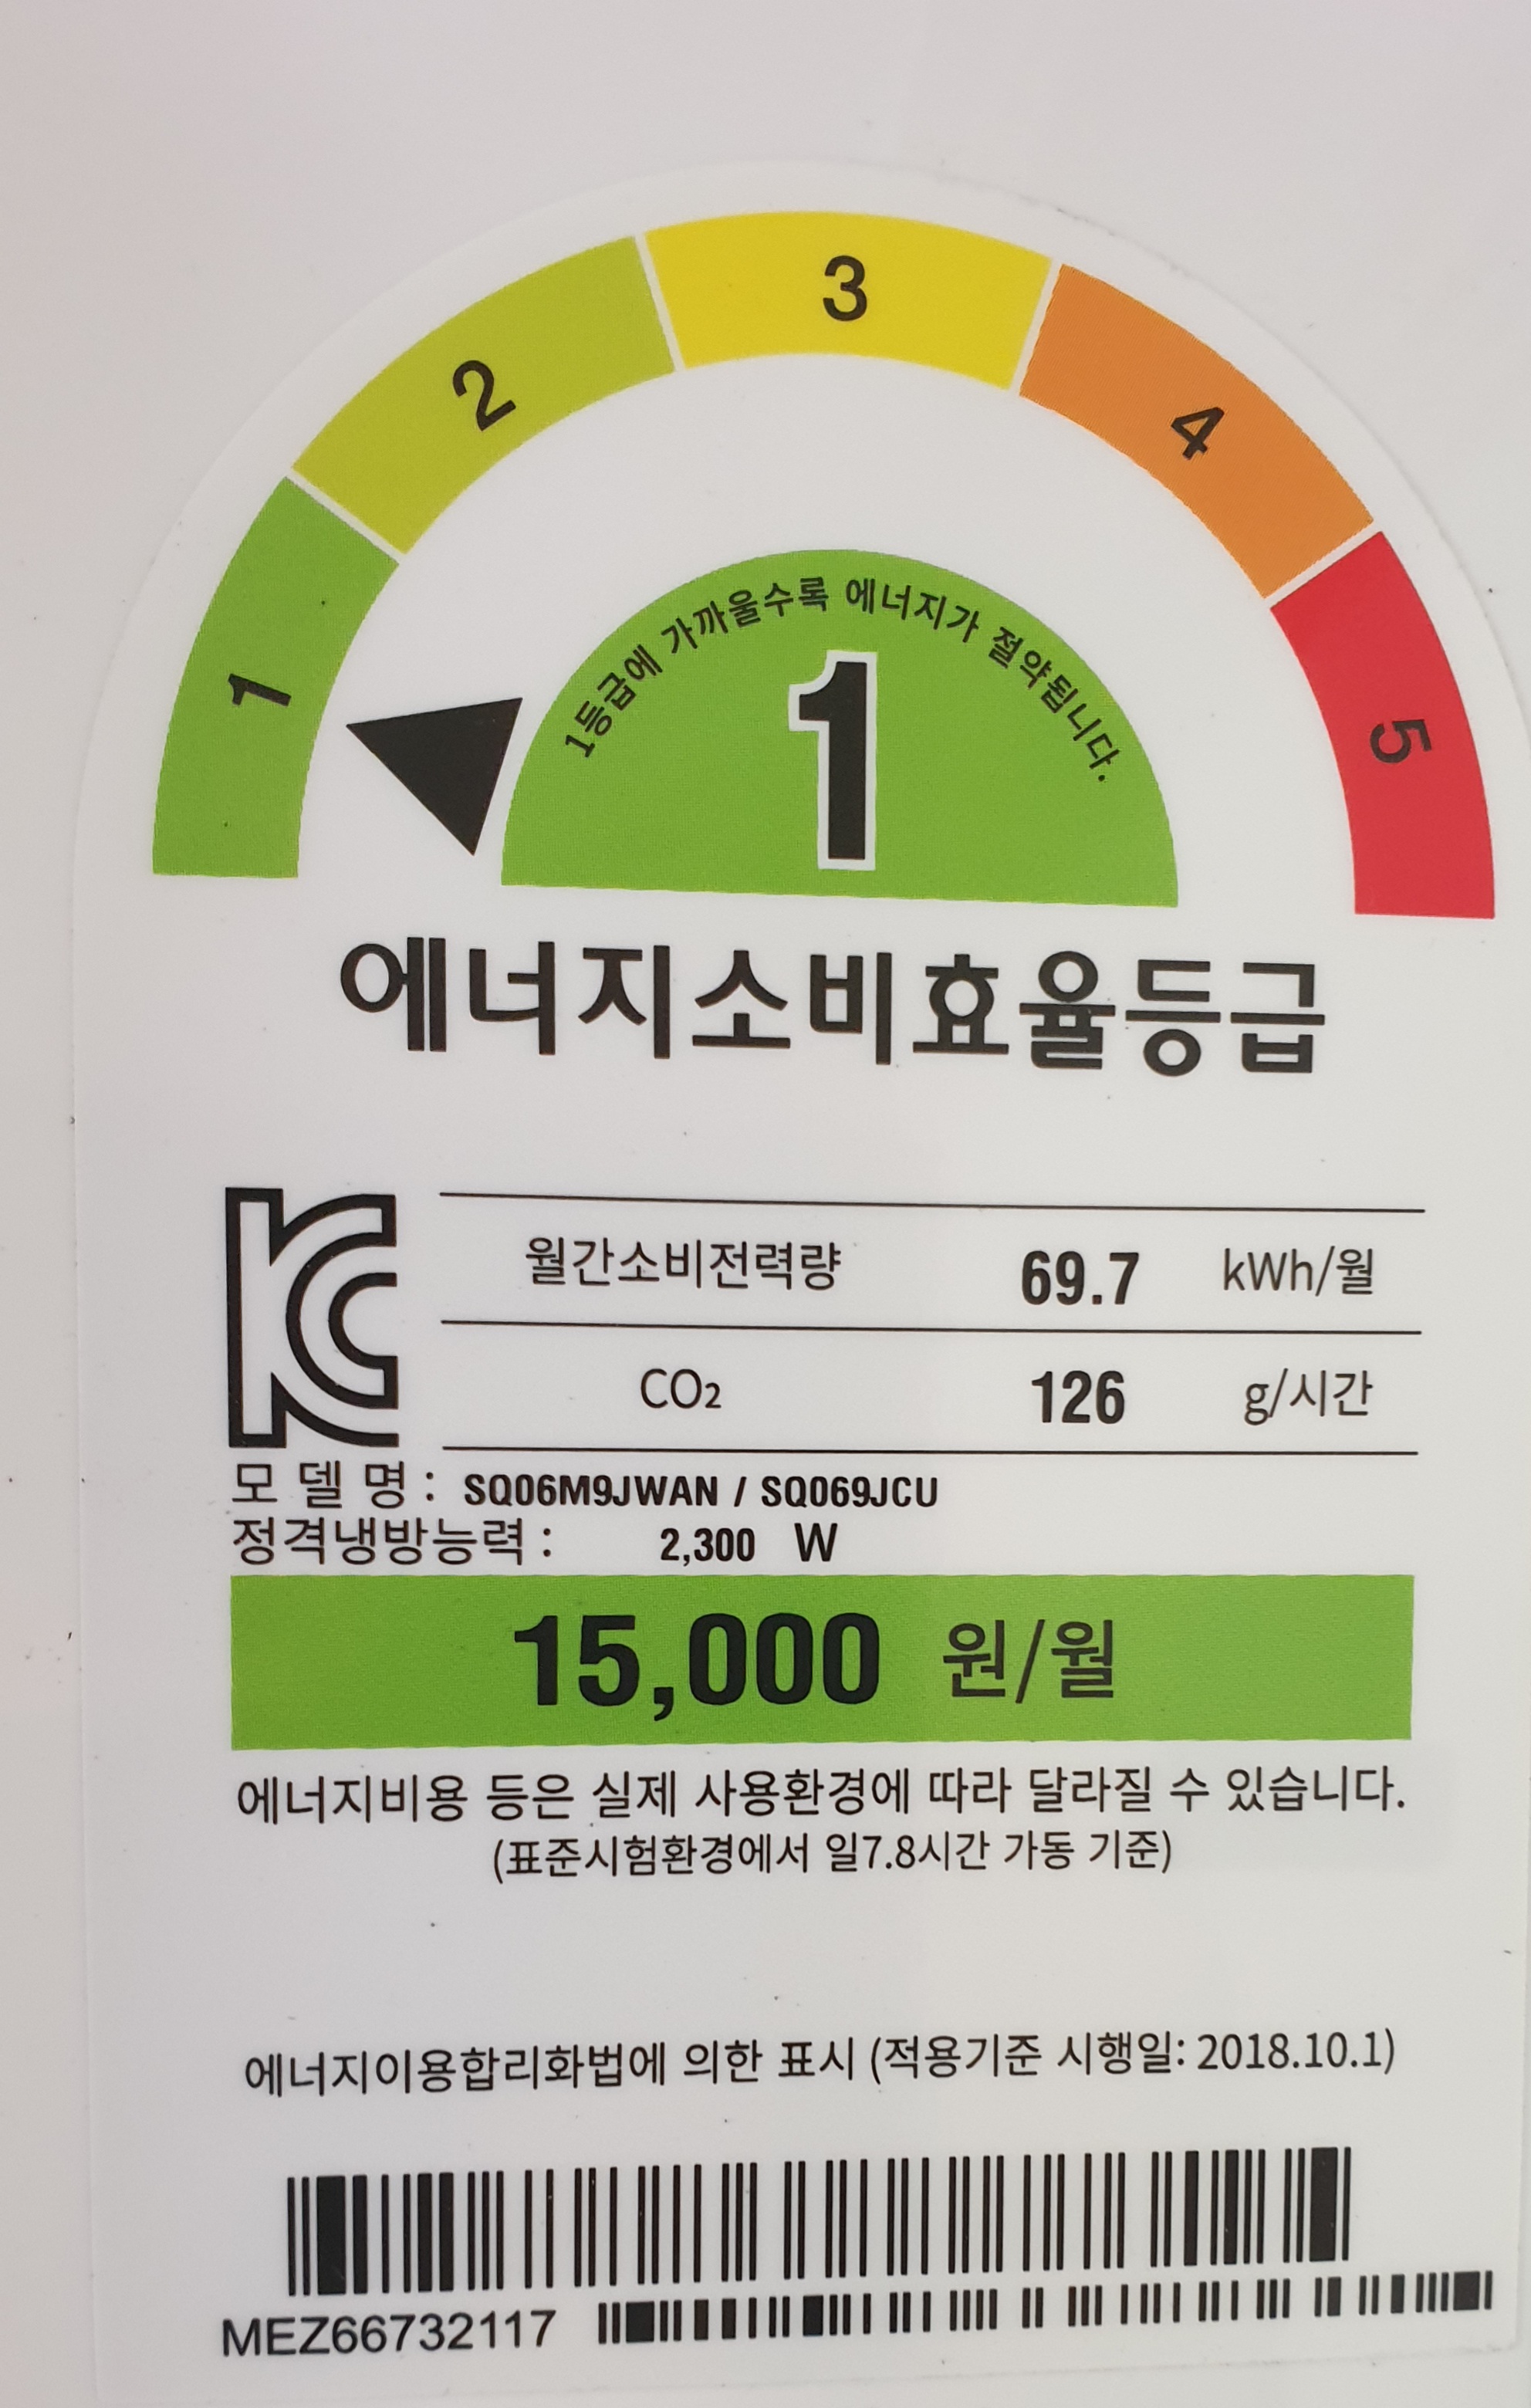 1 2 3 4 5
1등급에 가까울수록 에너지가 절약됩니다.
1
에너지소비효율등급
KC
월간소비전력량 69.7 kWh/월
CO₂ 126 g/시간
모델명: SQ06M9JWAN / SQ069JCU
정격냉방능력: 2,300 W
15,000 원/월
에너지비용 등은 실제 사용환경에 따라 달라질 수 있습니다.
(표준시험환경에서 일7.8시간 가동 기준)
에너지이용합리화법에 의한 표시 (적용기준 시행일: 2018.10.1)
MEZ66732117